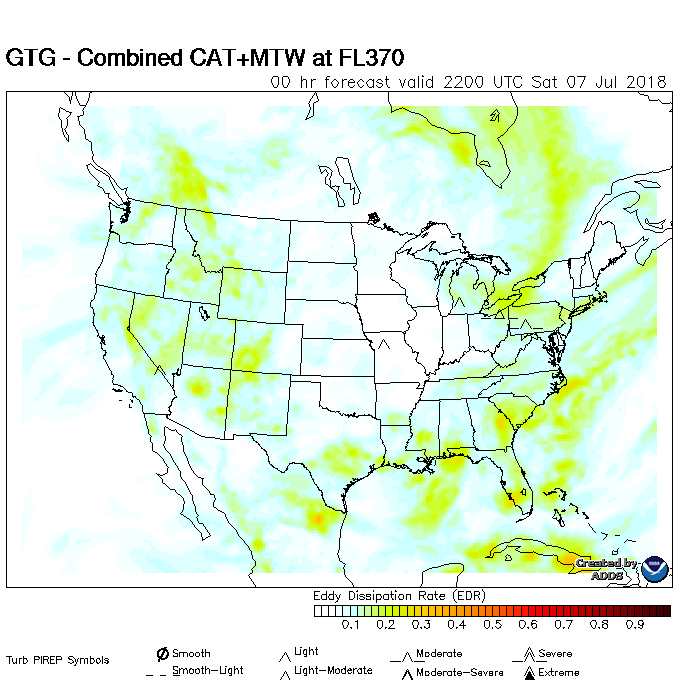 GTG - Combined CAT+MTW at FL370
00 hr forecast valid 2200 UTC Sat 07 Jul 2018
Created by
ADDS
Eddy Dissipation Rate (EDR)
0.1 0.2 0.3 0.4 0.5 0.6 0.7 0.8 0.9
Turb PIREP Symbols
Smooth Light Moderate Severe
Smooth-Light Light-Moderate Moderate-Severe Extreme